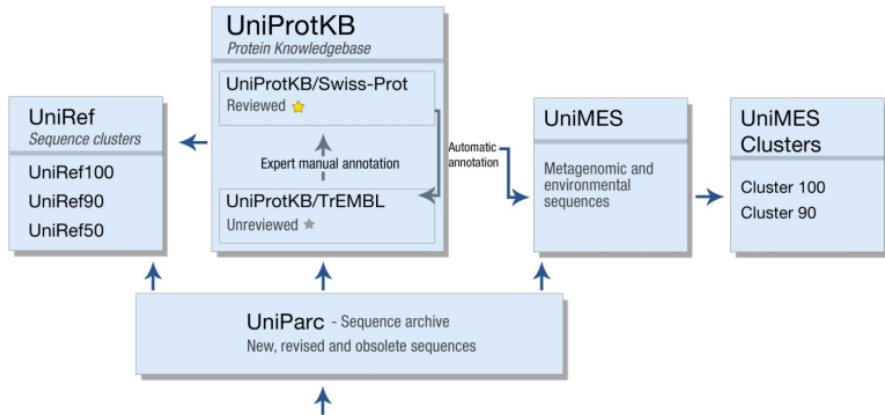 UniProtKB
Protein Knowledgebase
UniProtKB/Swiss-Prot
Reviewed
Expert manual annotation
UniProtKB/TrEMBL
Unreviewed
UniRef
Sequence clusters
UniRef100
UniRef90
UniRef50
Automatic
annotation
UniMES
Metagenomic and
environmental
sequences
UniMES
Clusters
Cluster 100
Cluster 90
UniParc - Sequence archive
New, revised and obsolete sequences